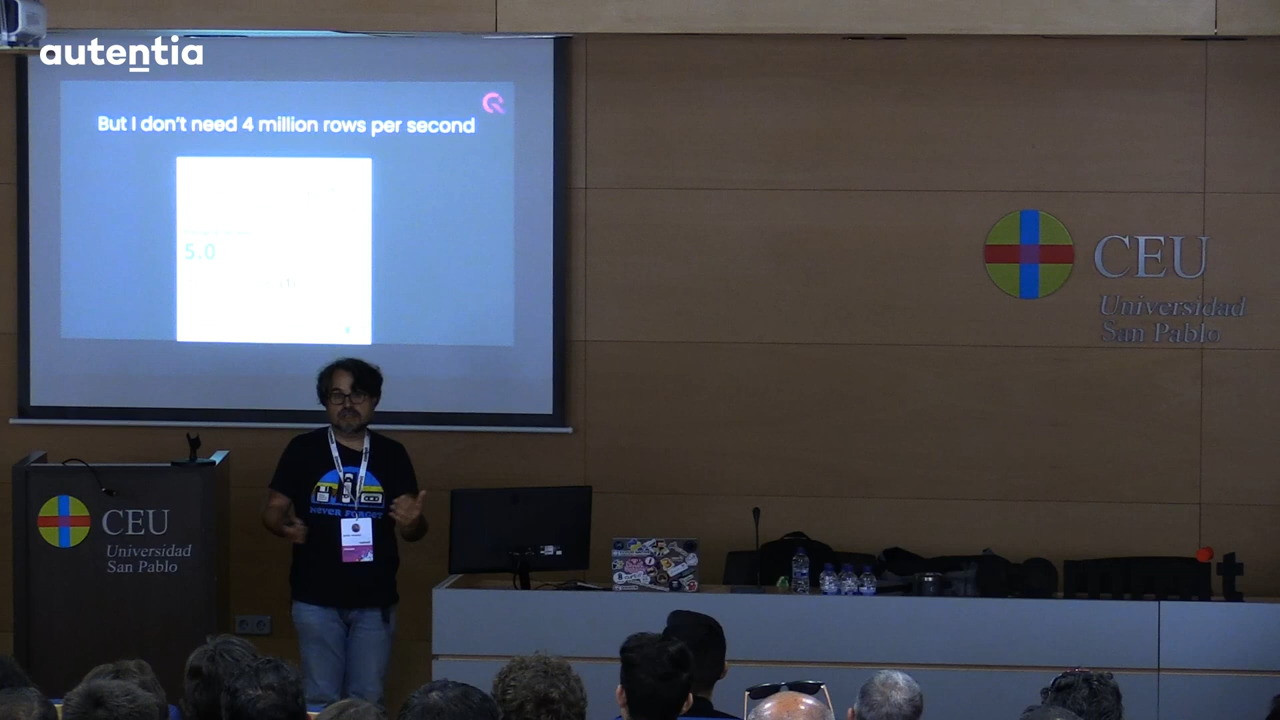 autentia
But I don't need 4 million rows per second
5.0
CEU
Universidad
San Pablo
NEVER FORGET
CEU
Universidad
San Pablo